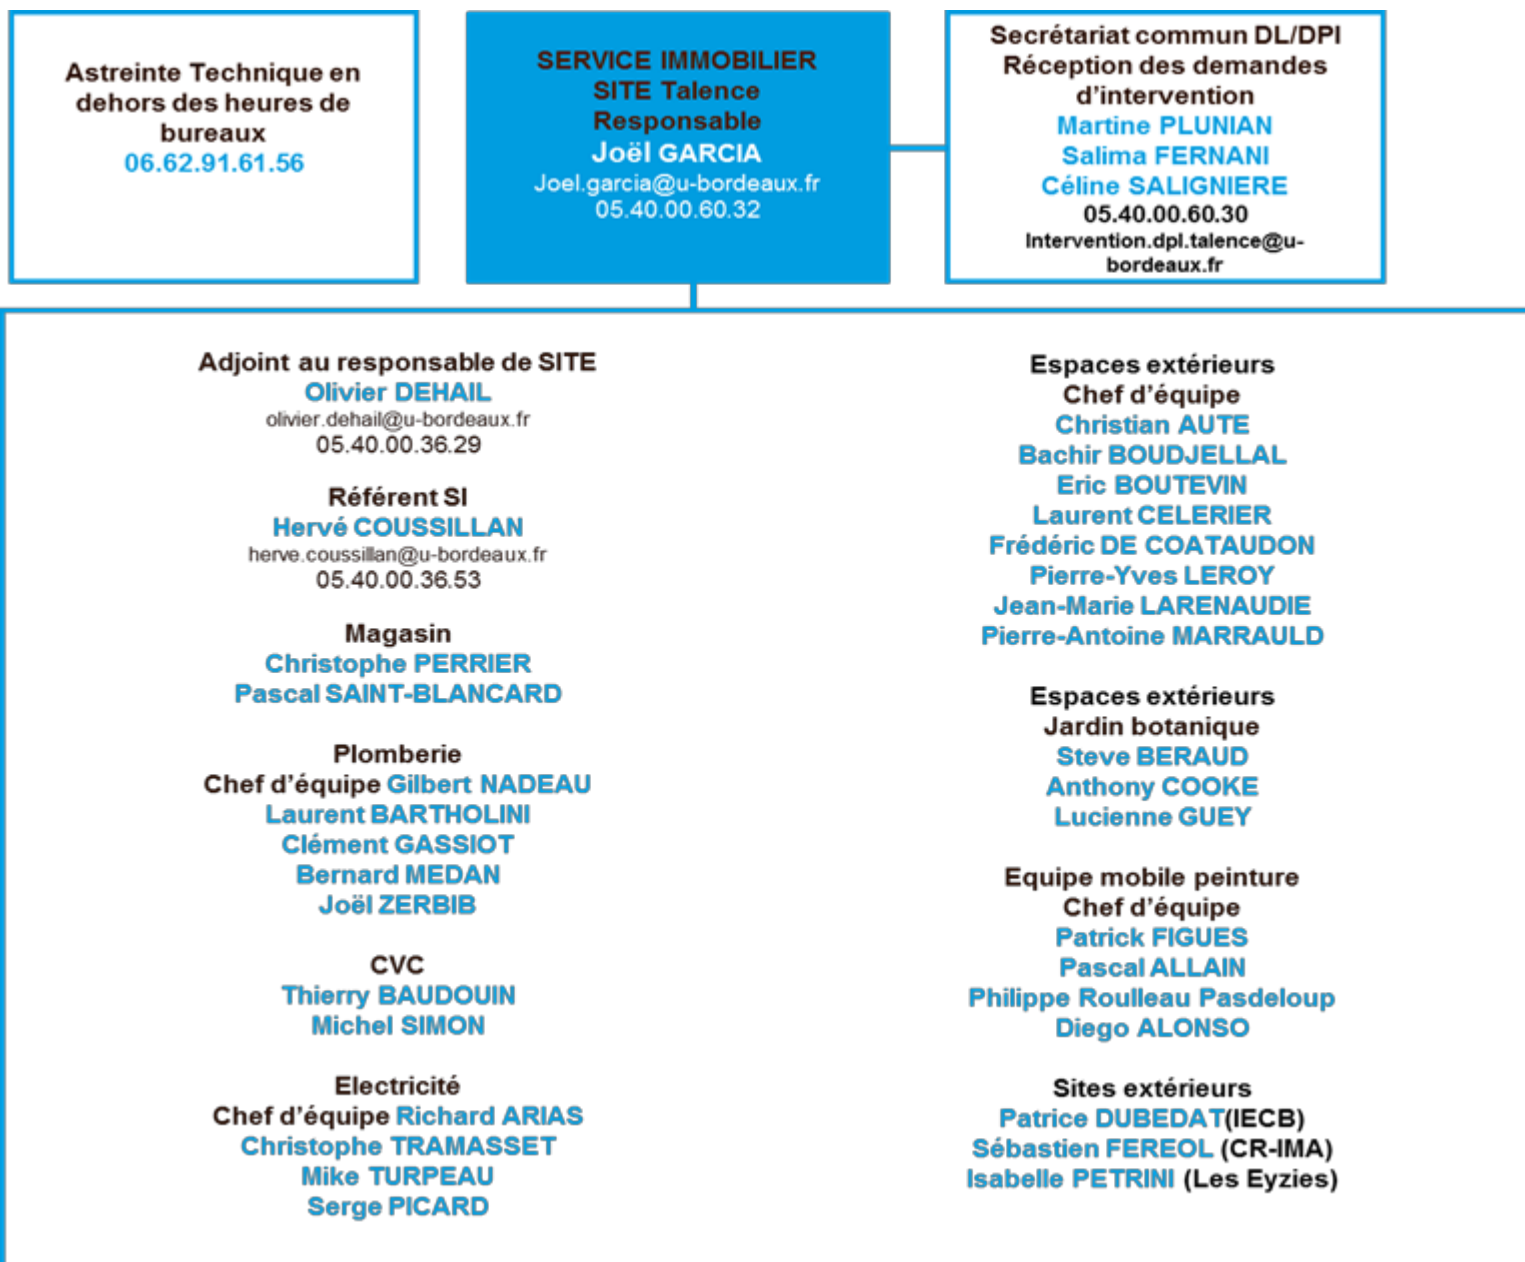 Astreinte Technique en
dehors des heures de
bureaux
06.62.91.61.56
SERVICE IMMOBILIER
SITE Talence
Responsable
Joël GARCIA
Joel.garcia@u-bordeaux.fr
05.40.00.60.32
Secrétariat commun DL/DPI
Réception des demandes
d'intervention
Martine PLUNIAN
Salima FERNANI
Céline SALIGNIERE
05.40.00.60.30
Intervention.dpl.talence@u-
bordeaux.fr
Adjoint au responsable de SITE
Olivier DEHAIL
olivier.dehail@u-bordeaux.fr
05.40.00.36.29
Référent SI
Hervé COUSSILLAN
herve.coussillan@u-bordeaux.fr
05.40.00.36.53
Magasin
Christophe PERRIER
Pascal SAINT-BLANCARD
Plomberie
Chef d'équipe Gilbert NADEAU
Laurent BARTHOLINI
Clément GASSIOT
Bernard MEDAN
Joël ZERBIB
CVC
Thierry BAUDOUIN
Michel SIMON
Electricité
Chef d'équipe Richard ARIAS
Christophe TRAMASSET
Mike TURPEAU
Serge PICARD
Espaces extérieurs
Chef d'équipe
Christian AUTE
Bachir BOUDJELLAL
Eric BOUTEVIN
Laurent CELERIER
Frédéric DE COATAUDON
Pierre-Yves LEROY
Jean-Marie LARENAUDIE
Pierre-Antoine MARRAULD
Espaces extérieurs
Jardin botanique
Steve BERAUD
Anthony COOKE
Lucienne GUEY
Equipe mobile peinture
Chef d'équipe
Patrick FIGUES
Pascal ALLAIN
Philippe Roulleau Pasdeloup
Diego ALONSO
Sites extérieurs
Patrice DUBEDAT(IECB)
Sébastien FEREOL (CR-IMA)
Isabelle PETRINI (Les Eyzies)